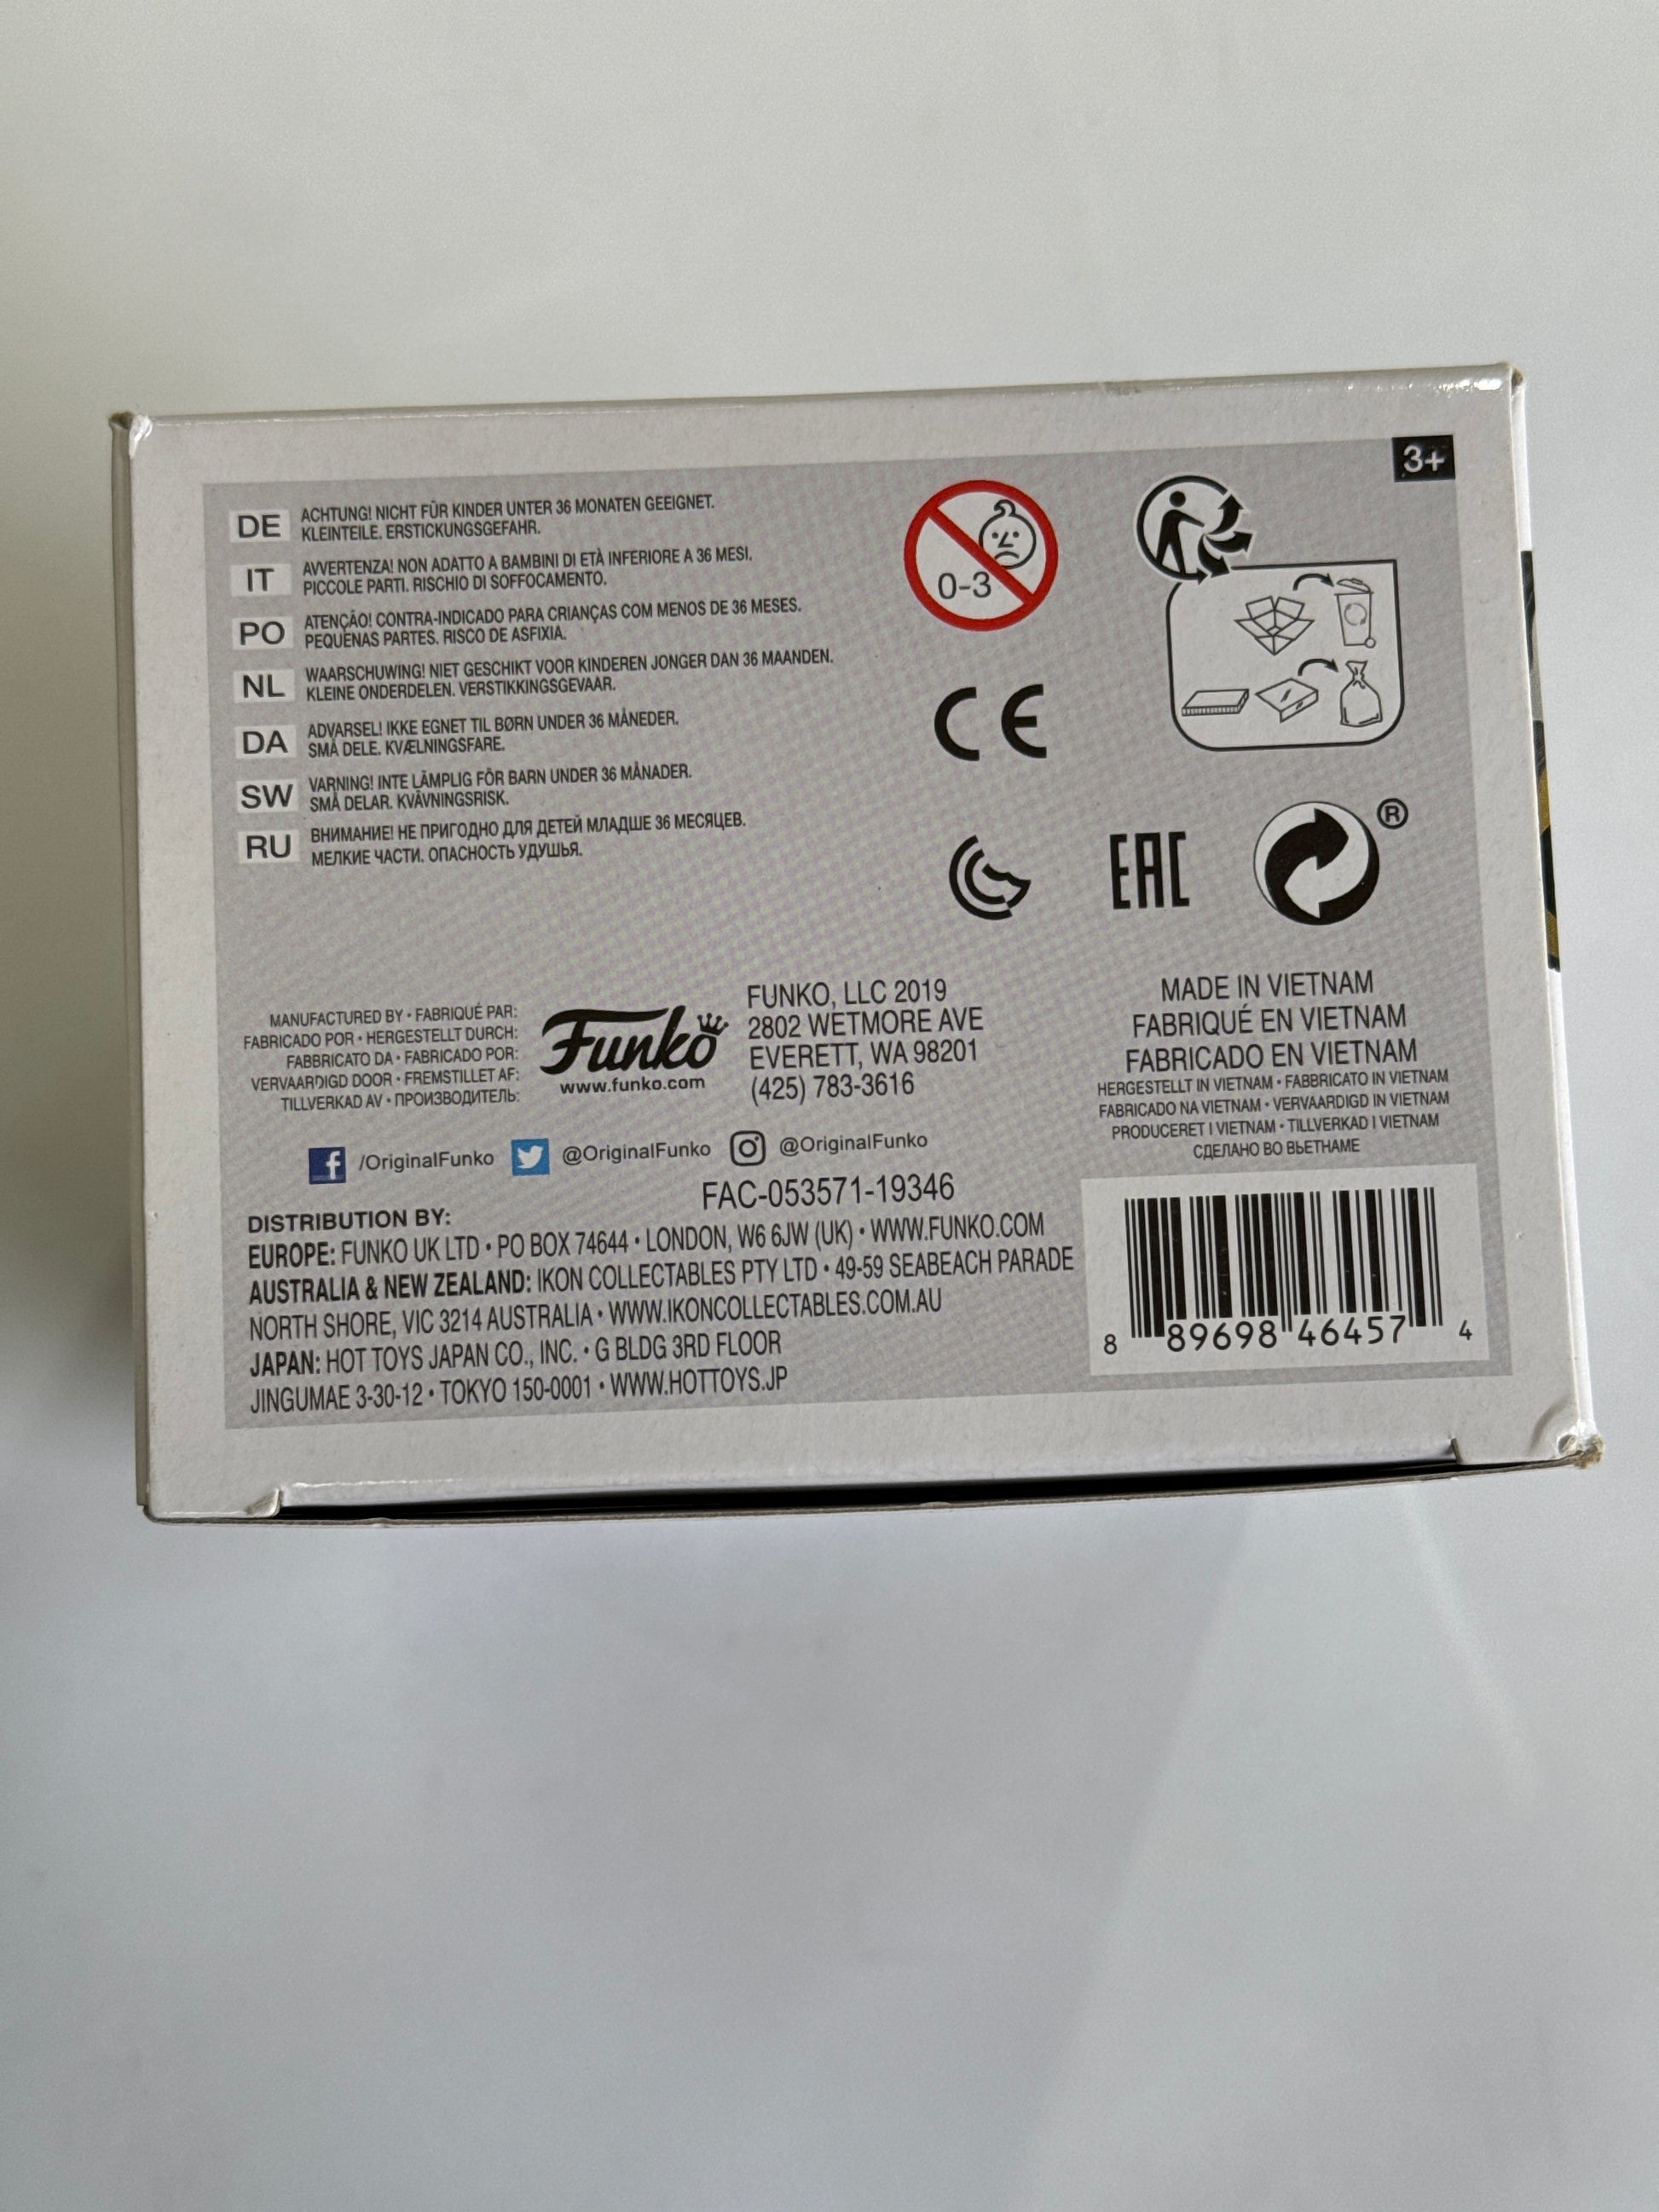 3+
DE
ACHTUNG! NICHT FÜR KINDER UNTER 36 MONATEN GEEIGNET.
KLEINTEILE. ERSTICKUNGSGEFAHR.
IT
AVVERTENZA! NON ADATTO A BAMBINI DI ETÀ INFERIORE A 36 MESI.
PICCOLE PARTI. RISCHIO DI SOFFOCAMENTO.
PO
ATENÇÃO! CONTRA-INDICADO PARA CRIANÇAS COM MENOS DE 36 MESES.
PEQUENAS PARTES. RISCO DE ASFIXIA.
NL
WAARSCHUWING! NIET GESCHIKT VOOR KINDEREN JONGER DAN 36 MAANDEN.
KLEINE ONDERDELEN. VERSTIKKINGSGEVAAR.
DA
ADVARSEL! IKKE EGNET TIL BØRN UNDER 36 MÅNEDER.
SMÅ DELE. KVÆLNINGSFARE.
SW
VARNING! INTE LÄMPLIG FÖR BARN UNDER 36 MÅNADER.
SMÅ DELAR. KVÄVNINGSRISK.
RU
ВНИМАНИЕ! НЕ ПРИГОДНО ДЛЯ ДЕТЕЙ МЛАДШЕ 36 МЕСЯЦЕВ.
МЕЛКИЕ ЧАСТИ. ОПАСНОСТЬ УДУШЬЯ.
0-3
CE
EAC
®
MANUFACTURED BY • FABRIQUÉ PAR:
FABRICADO POR • HERGESTELLT DURCH:
FABBRICATO DA • FABRICADO POR:
VERVAARDIGD DOOR • FREMSTILLET AF:
TILLVERKAD AV • ПРОИЗВОДИТЕЛЬ:
Funko
www.funko.com
FUNKO, LLC 2019
2802 WETMORE AVE
EVERETT, WA 98201
(425) 783-3616
MADE IN VIETNAM
FABRIQUÉ EN VIETNAM
FABRICADO EN VIETNAM
HERGESTELLT IN VIETNAM • FABBRICATO IN VIETNAM
FABRICADO NA VIETNAM • VERVAARDIGD IN VIETNAM
PRODUCERET I VIETNAM • TILLVERKAD I VIETNAM
СДЕЛАНО ВО ВЬЕТНАМЕ
/OriginalFunko @OriginalFunko @OriginalFunko
FAC-053571-19346
DISTRIBUTION BY:
EUROPE: FUNKO UK LTD • PO BOX 74644 • LONDON, W6 6JW (UK) • WWW.FUNKO.COM
AUSTRALIA & NEW ZEALAND: IKON COLLECTABLES PTY LTD • 49-59 SEABEACH PARADE
NORTH SHORE, VIC 3214 AUSTRALIA • WWW.IKONCOLLECTABLES.COM.AU
JAPAN: HOT TOYS JAPAN CO., INC. • G BLDG 3RD FLOOR
JINGUMAE 3-30-12 • TOKYO 150-0001 • WWW.HOTTOYS.JP
8 89698 46457 4